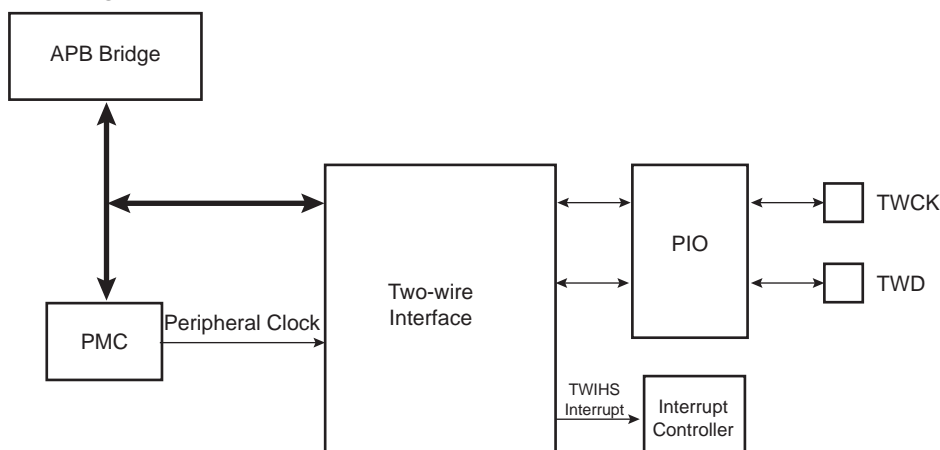 APB Bridge
TWCK
PIO
TWD
Two-wire
Interface
Peripheral Clock
PMC
TWIHS
Interrupt
Interrupt
Controller